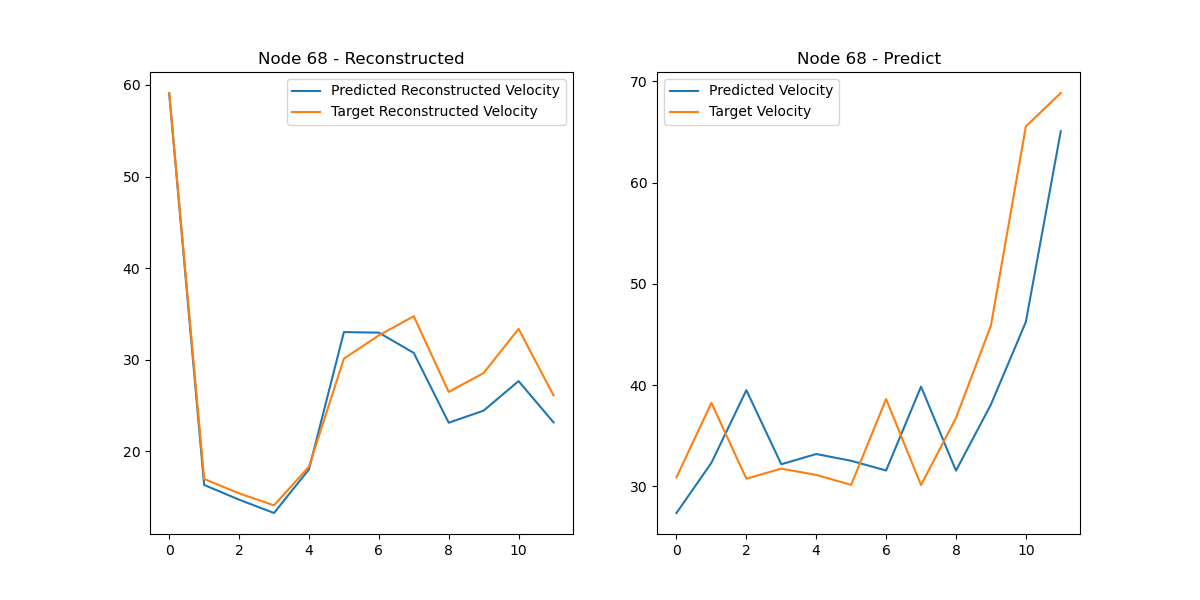 Node 68 - Reconstructed
Predicted Reconstructed Velocity
Target Reconstructed Velocity
60
50
40
30
20
0 2 4 6 8 10
Node 68 - Predict
Predicted Velocity
Target Velocity
70
60
50
40
30
0 2 4 6 8 10